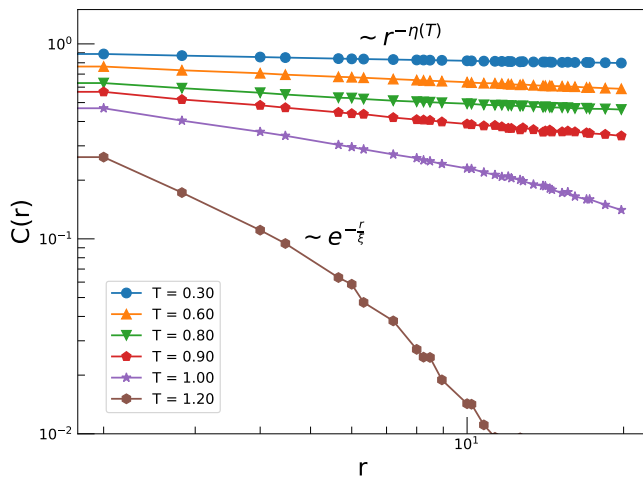 ~ r^{-η(T)}
10^0
C(r)
~ e^{-\frac{r}{ξ}}
10^{-1}
T = 0.30
T = 0.60
T = 0.80
T = 0.90
T = 1.00
T = 1.20
10^{-2}
10^1
r